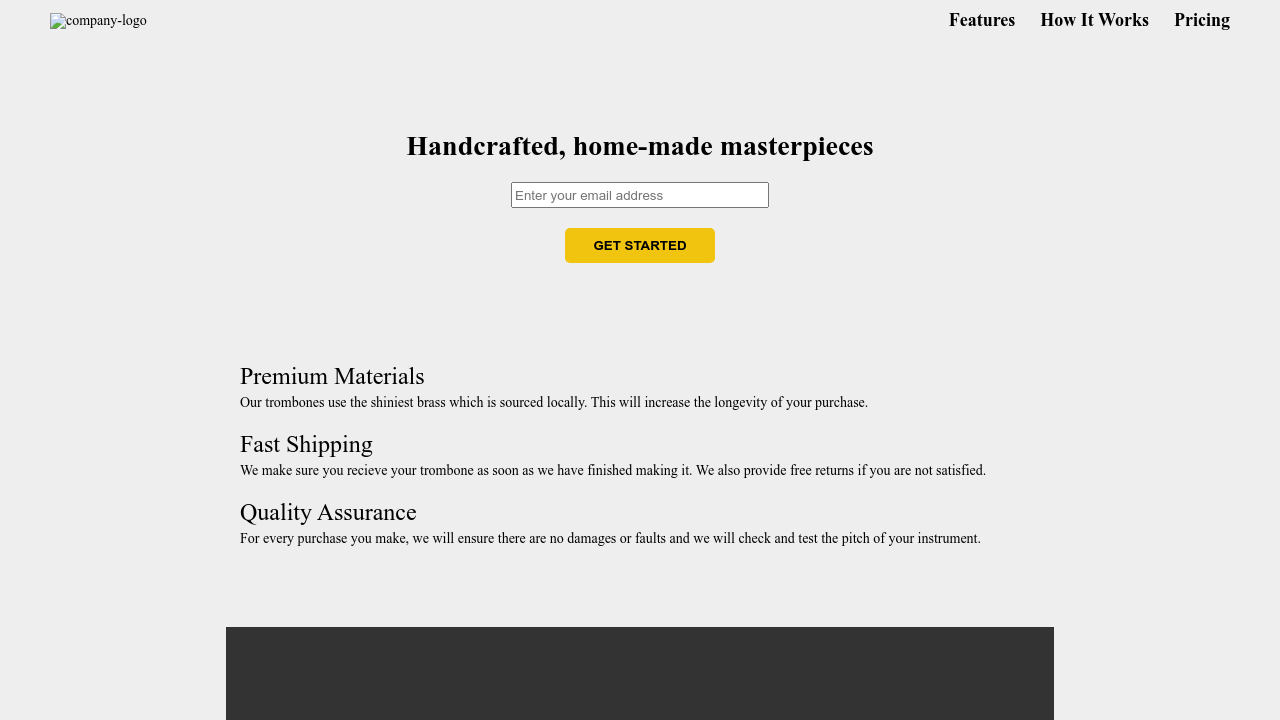 company-logo
Features How It Works Pricing
Handcrafted, home-made masterpieces
Enter your email address
GET STARTED
Premium Materials
Our trombones use the shiniest brass which is sourced locally. This will increase the longevity of your purchase.
Fast Shipping
We make sure you recieve your trombone as soon as we have finished making it. We also provide free returns if you are not satisfied.
Quality Assurance
For every purchase you make, we will ensure there are no damages or faults and we will check and test the pitch of your instrument.